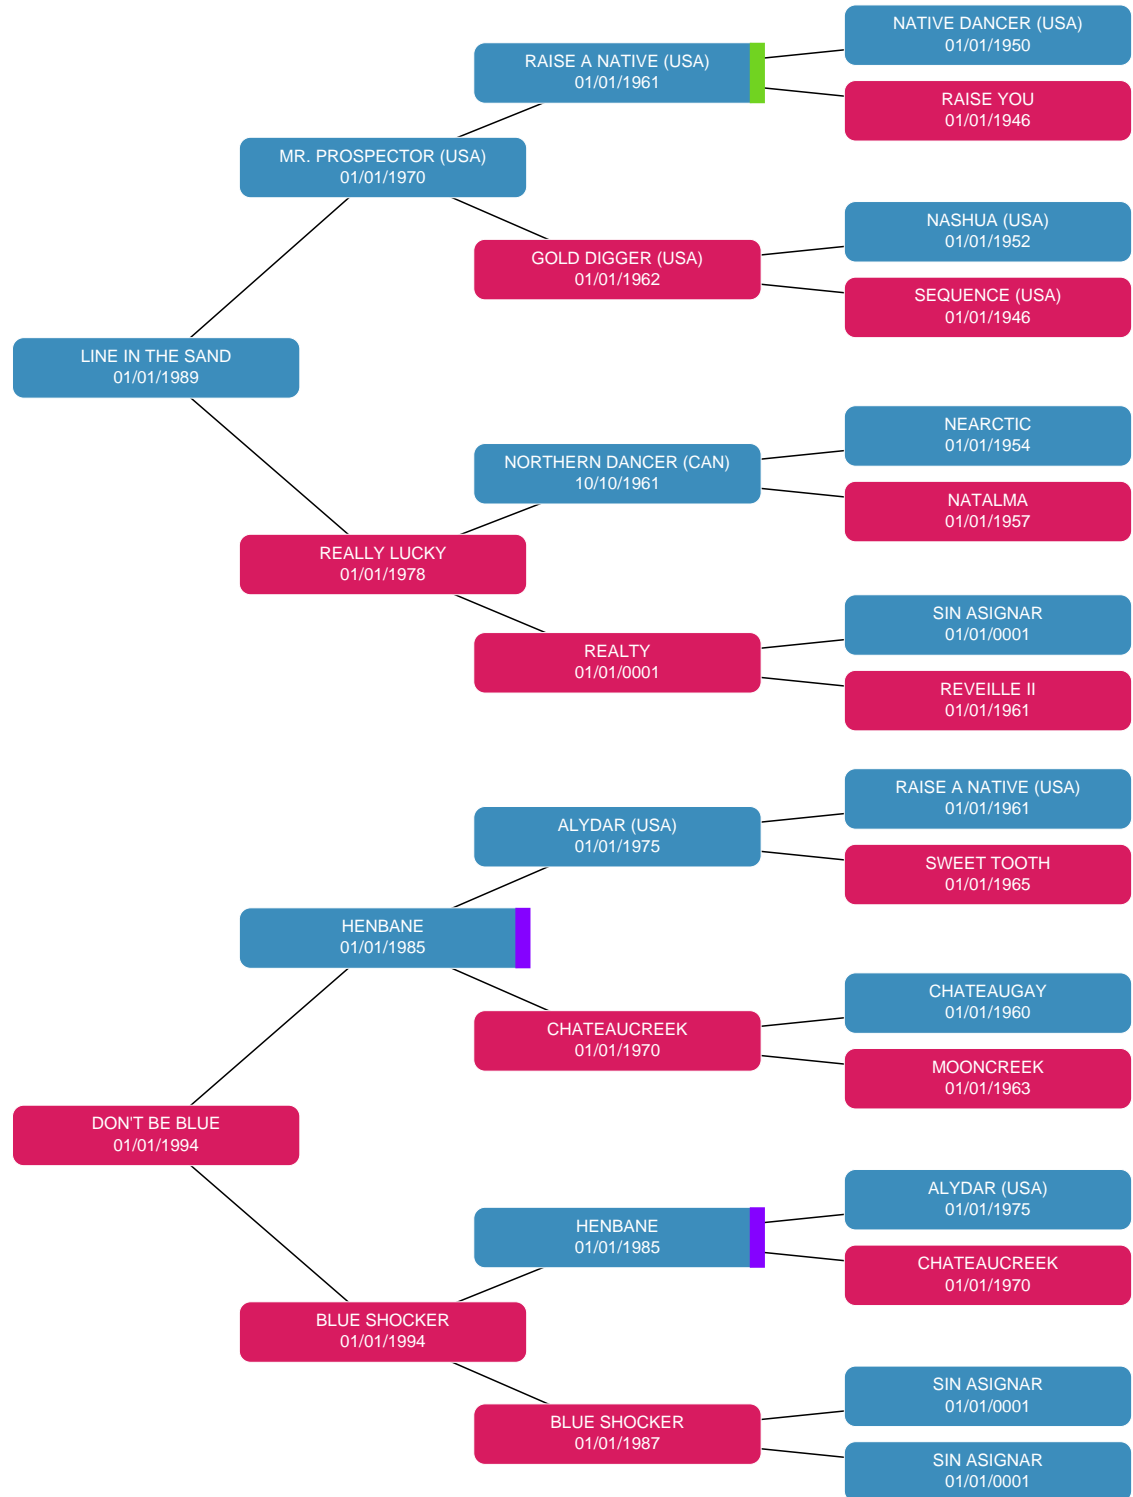 NATIVE DANCER (USA)
01/01/1950
RAISE A NATIVE (USA)
01/01/1961
RAISE YOU
01/01/1946
MR. PROSPECTOR (USA)
01/01/1970
NASHUA (USA)
01/01/1952
GOLD DIGGER (USA)
01/01/1962
SEQUENCE (USA)
01/01/1946
LINE IN THE SAND
01/01/1989
NEARCTIC
01/01/1954
NORTHERN DANCER (CAN)
10/10/1961
NATALMA
01/01/1957
REALLY LUCKY
01/01/1978
SIN ASIGNAR
01/01/0001
REALTY
01/01/0001
REVEILLE II
01/01/1961
RAISE A NATIVE (USA)
01/01/1961
ALYDAR (USA)
01/01/1975
SWEET TOOTH
01/01/1965
HENBANE
01/01/1985
CHATEAUGAY
01/01/1960
CHATEAUCREEK
01/01/1970
MOONCREEK
01/01/1963
DON'T BE BLUE
01/01/1994
ALYDAR (USA)
01/01/1975
HENBANE
01/01/1985
CHATEAUCREEK
01/01/1970
BLUE SHOCKER
01/01/1994
SIN ASIGNAR
01/01/0001
BLUE SHOCKER
01/01/1987
SIN ASIGNAR
01/01/0001